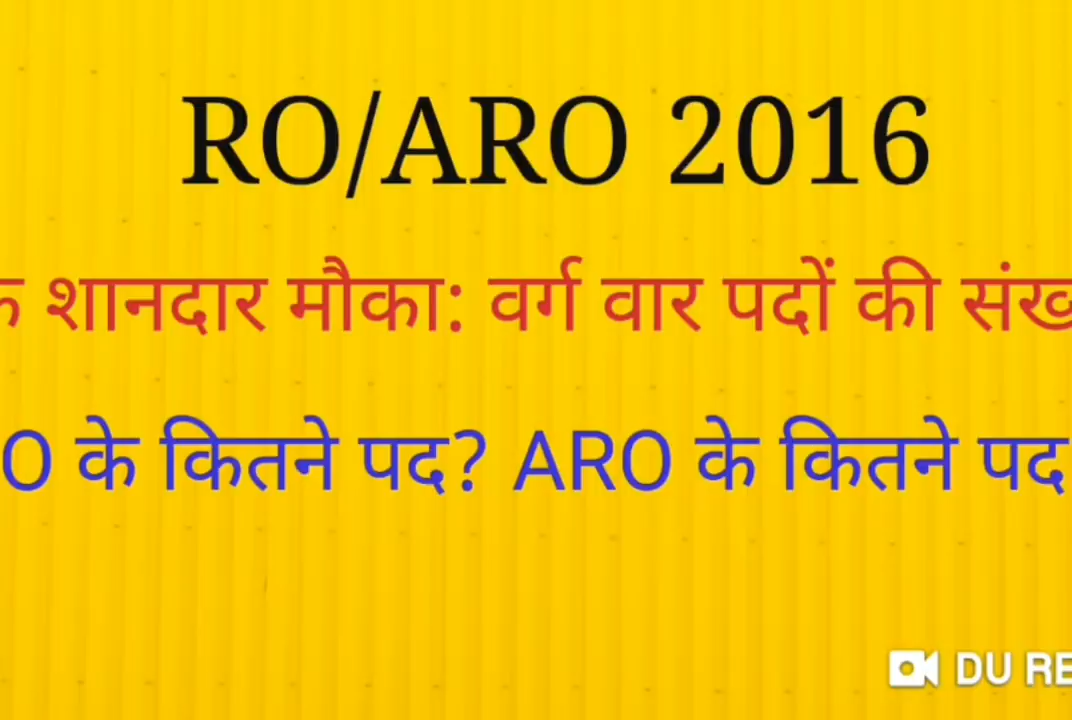 RO/ARO 2016
शानदार मौका: वर्ग वार पदों की
के कितने पद? ARO के कितने पद
DU